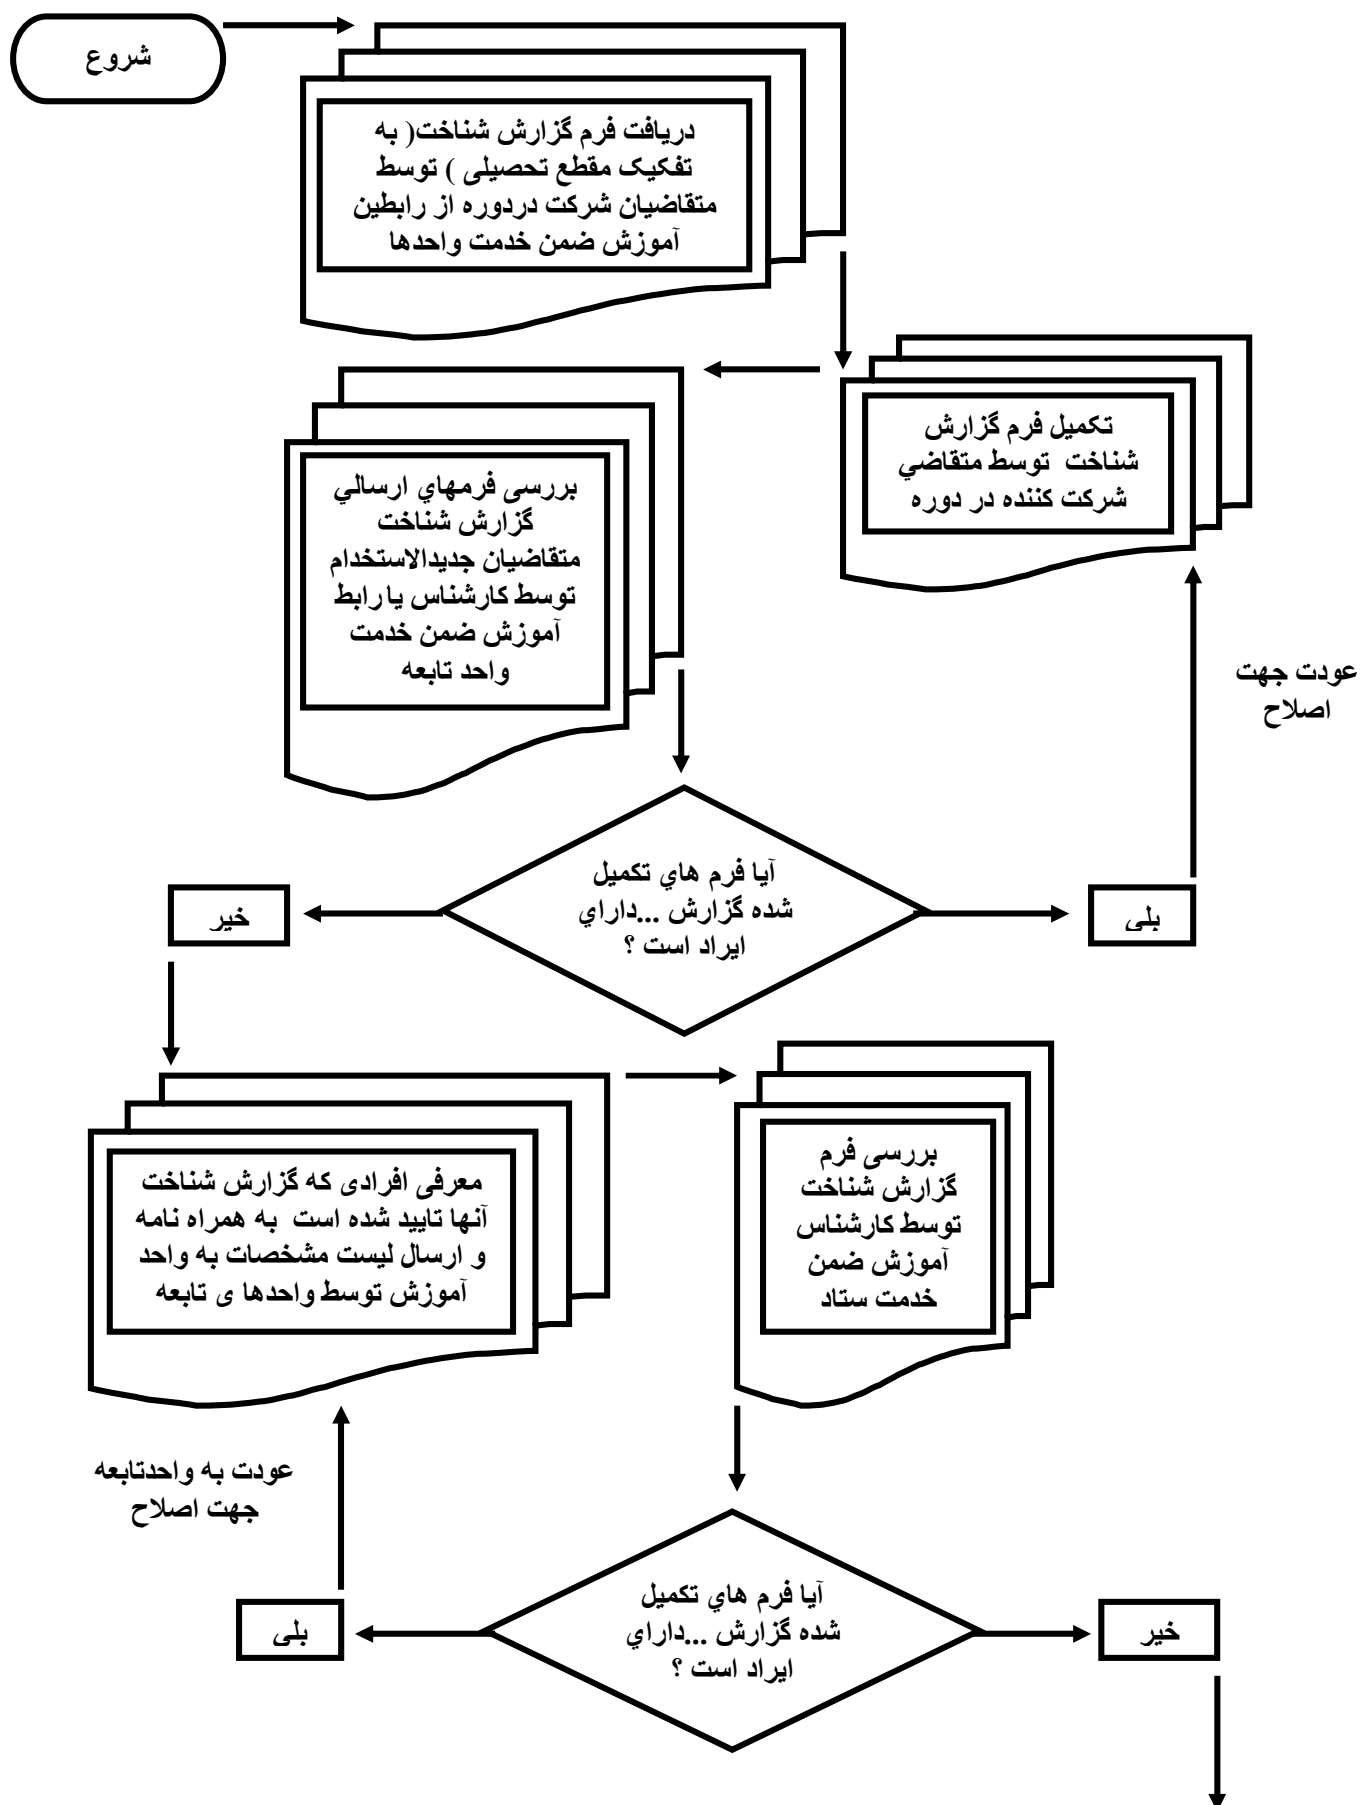 شروع
دریافت فرم گزارش شناخت( به
تفکیک مقطع تحصیلی ) توسط
متقاضیان شرکت دردوره از رابطین
آموزش ضمن خدمت واحدها
تکمیل فرم گزارش
شناخت توسط متقاضي
شرکت کننده در دوره
بررسی فرمهاي ارسالي
گزارش شناخت
متقاضیان جدیدالاستخدام
توسط کارشناس یا رابط
آموزش ضمن خدمت
واحد تابعه
عودت جهت
اصلاح
آیا فرم هاي تکمیل
شده گزارش ...داراي
ایراد است ؟
بلی
خیر
معرفی افرادی که گزارش شناخت
آنها تایید شده است به همراه نامه
و ارسال لیست مشخصات به واحد
آموزش توسط واحدها ی تابعه
بررسی فرم
گزارش شناخت
توسط کارشناس
آموزش ضمن
خدمت ستاد
عودت به واحدتابعه
جهت اصلاح
آیا فرم هاي تکمیل
شده گزارش ...داراي
ایراد است ؟
خیر
بلی